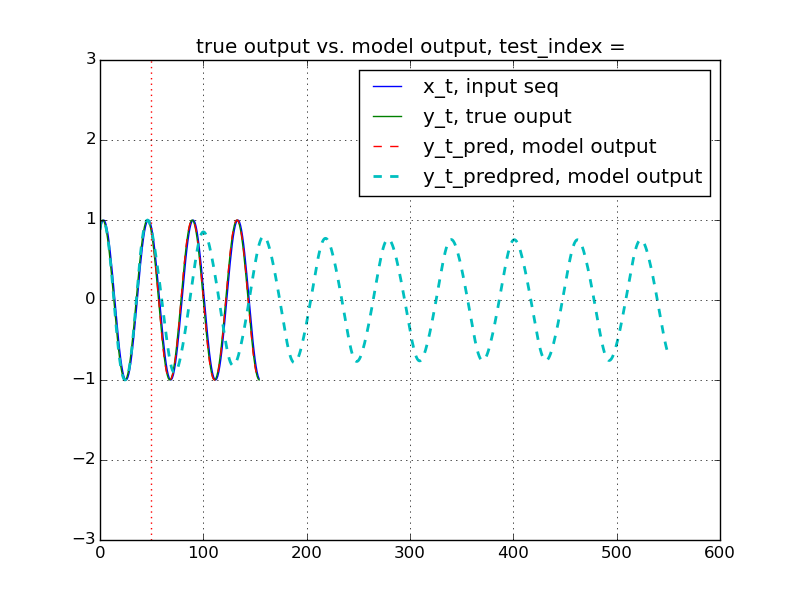 true output vs. model output, test_index =
x_t, input seq
y_t, true ouput
y_t_pred, model output
y_t_predpred, model output
3
2
1
0
−1
−2
−3
0 100 200 300 400 500 600